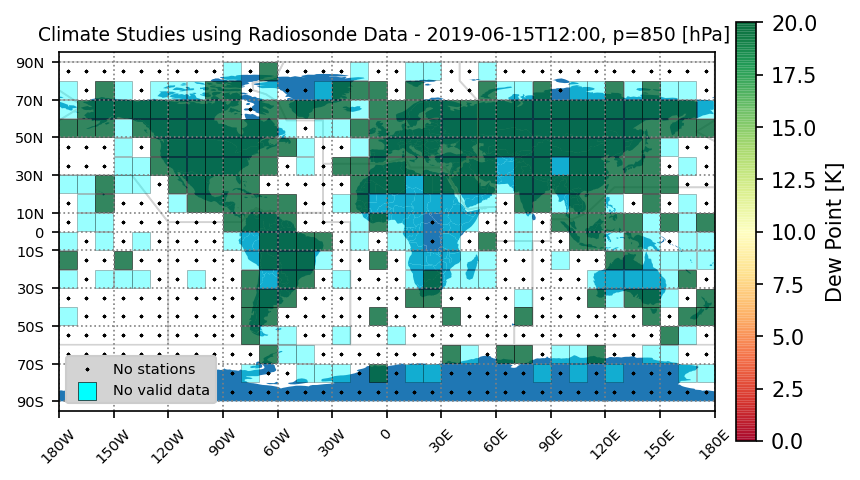 Climate Studies using Radiosonde Data - 2019-06-15T12:00, p=850 [hPa]
90N
70N
50N
30N
10N
0
10S
30S
50S
70S
90S
No stations
No valid data
180W
150W
120W
90W
60W
30W
0
30E
60E
90E
120E
150E
180E
20.0
17.5
15.0
12.5
10.0
7.5
5.0
2.5
0.0
Dew Point [K]